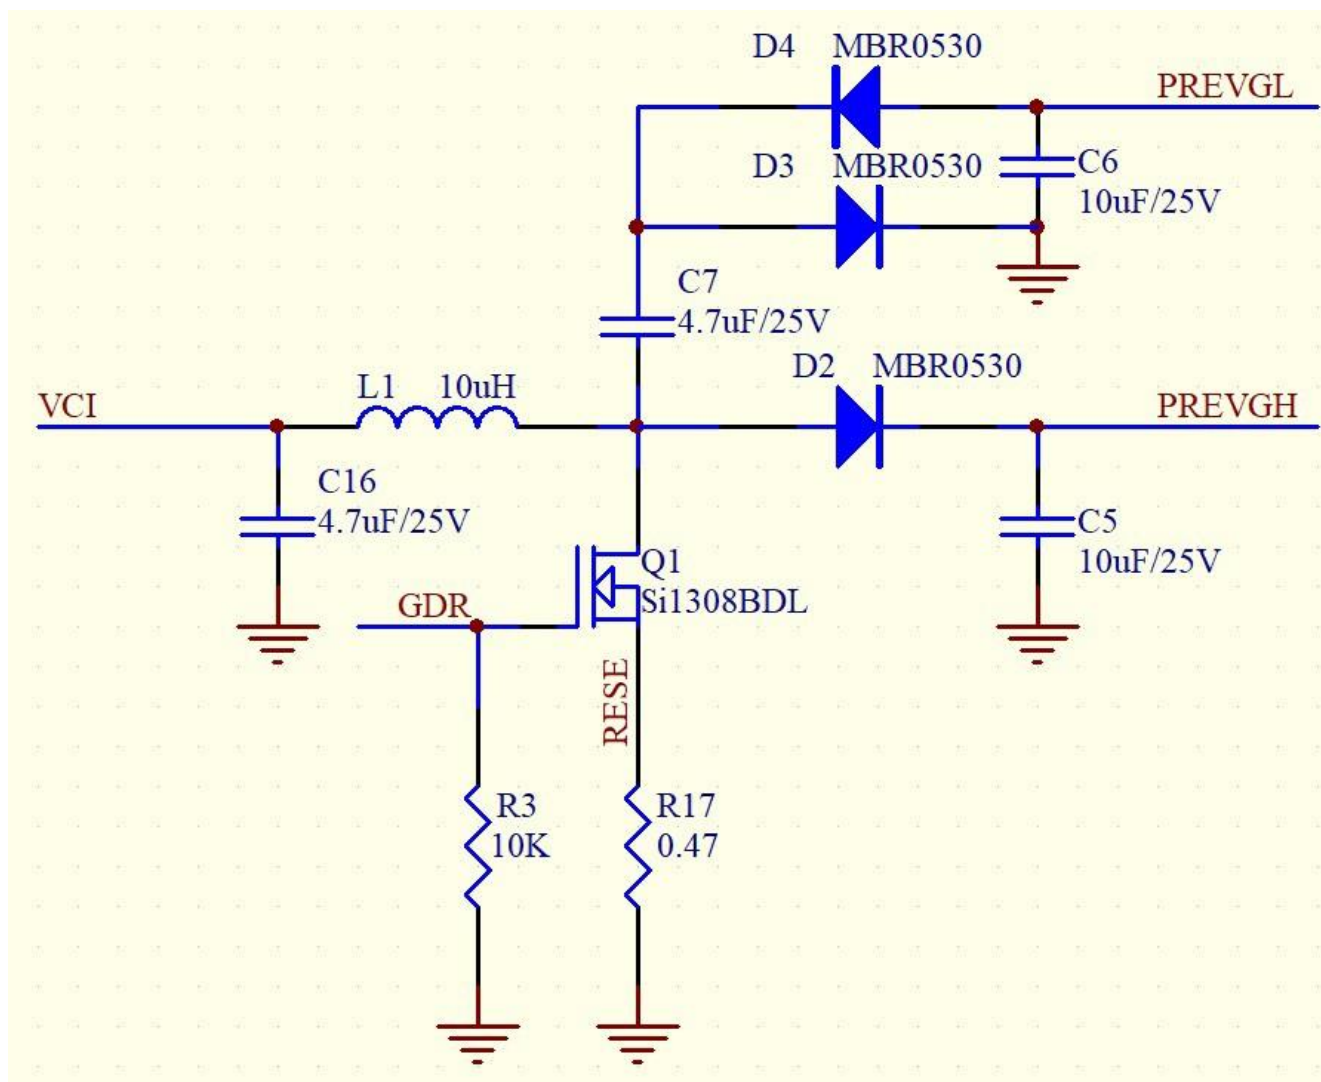 D4 MBR0530
PREVGL
D3 MBR0530
C6
10uF/25V
C7
4.7uF/25V
D2 MBR0530
VCI
L1 10uH
PREVGH
C16
4.7uF/25V
C5
10uF/25V
Q1
Si1308BDL
GDR
RESE
R3
10K
R17
0.47